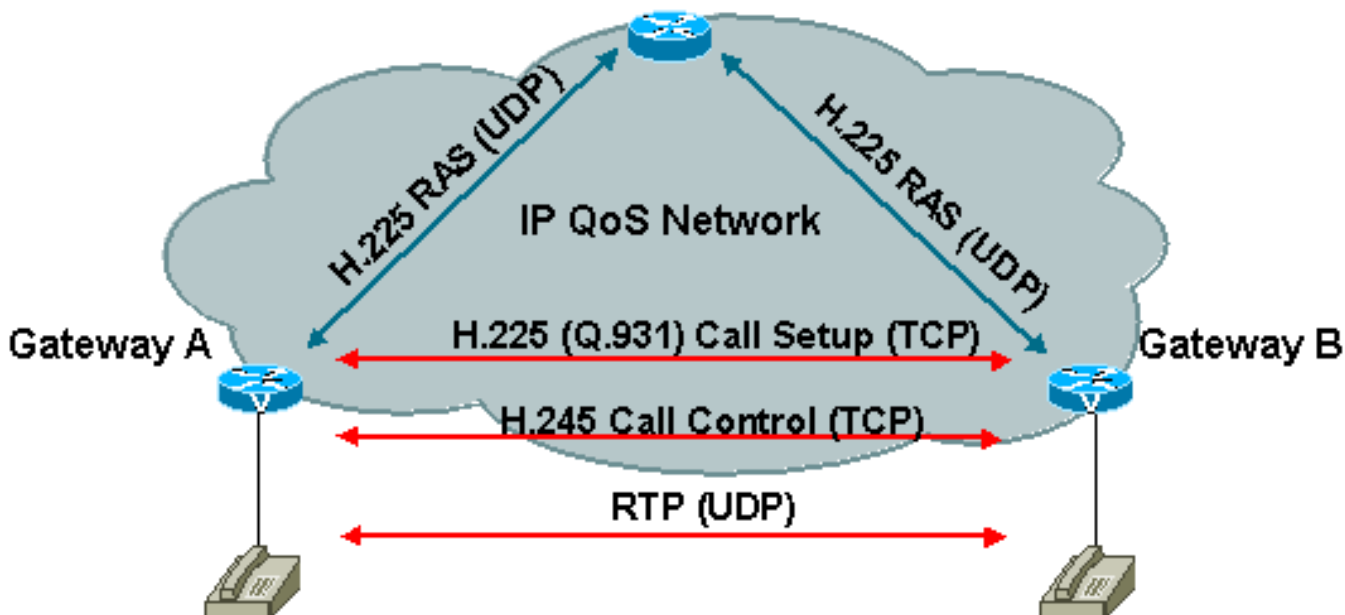 H.225 RAS (UDP)
H.225 RAS (UDP)
IP QoS Network
Gateway A
H.225 (Q.931) Call Setup (TCP)
Gateway B
V
V
H.245 Call Control (TCP)
RTP (UDP)